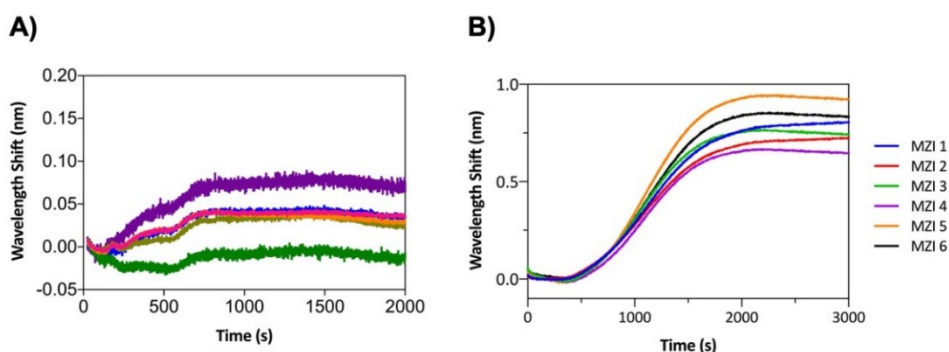 A)
0.20
0.15
0.10
0.05
0.00
-0.05
Wavelength Shift (nm)
0
500
1000
1500
2000
Time (s)
B)
1.0
0.5
0.0
Wavelength Shift (nm)
0
1000
2000
3000
Time (s)
MZI 1
MZI 2
MZI 3
MZI 4
MZI 5
MZI 6